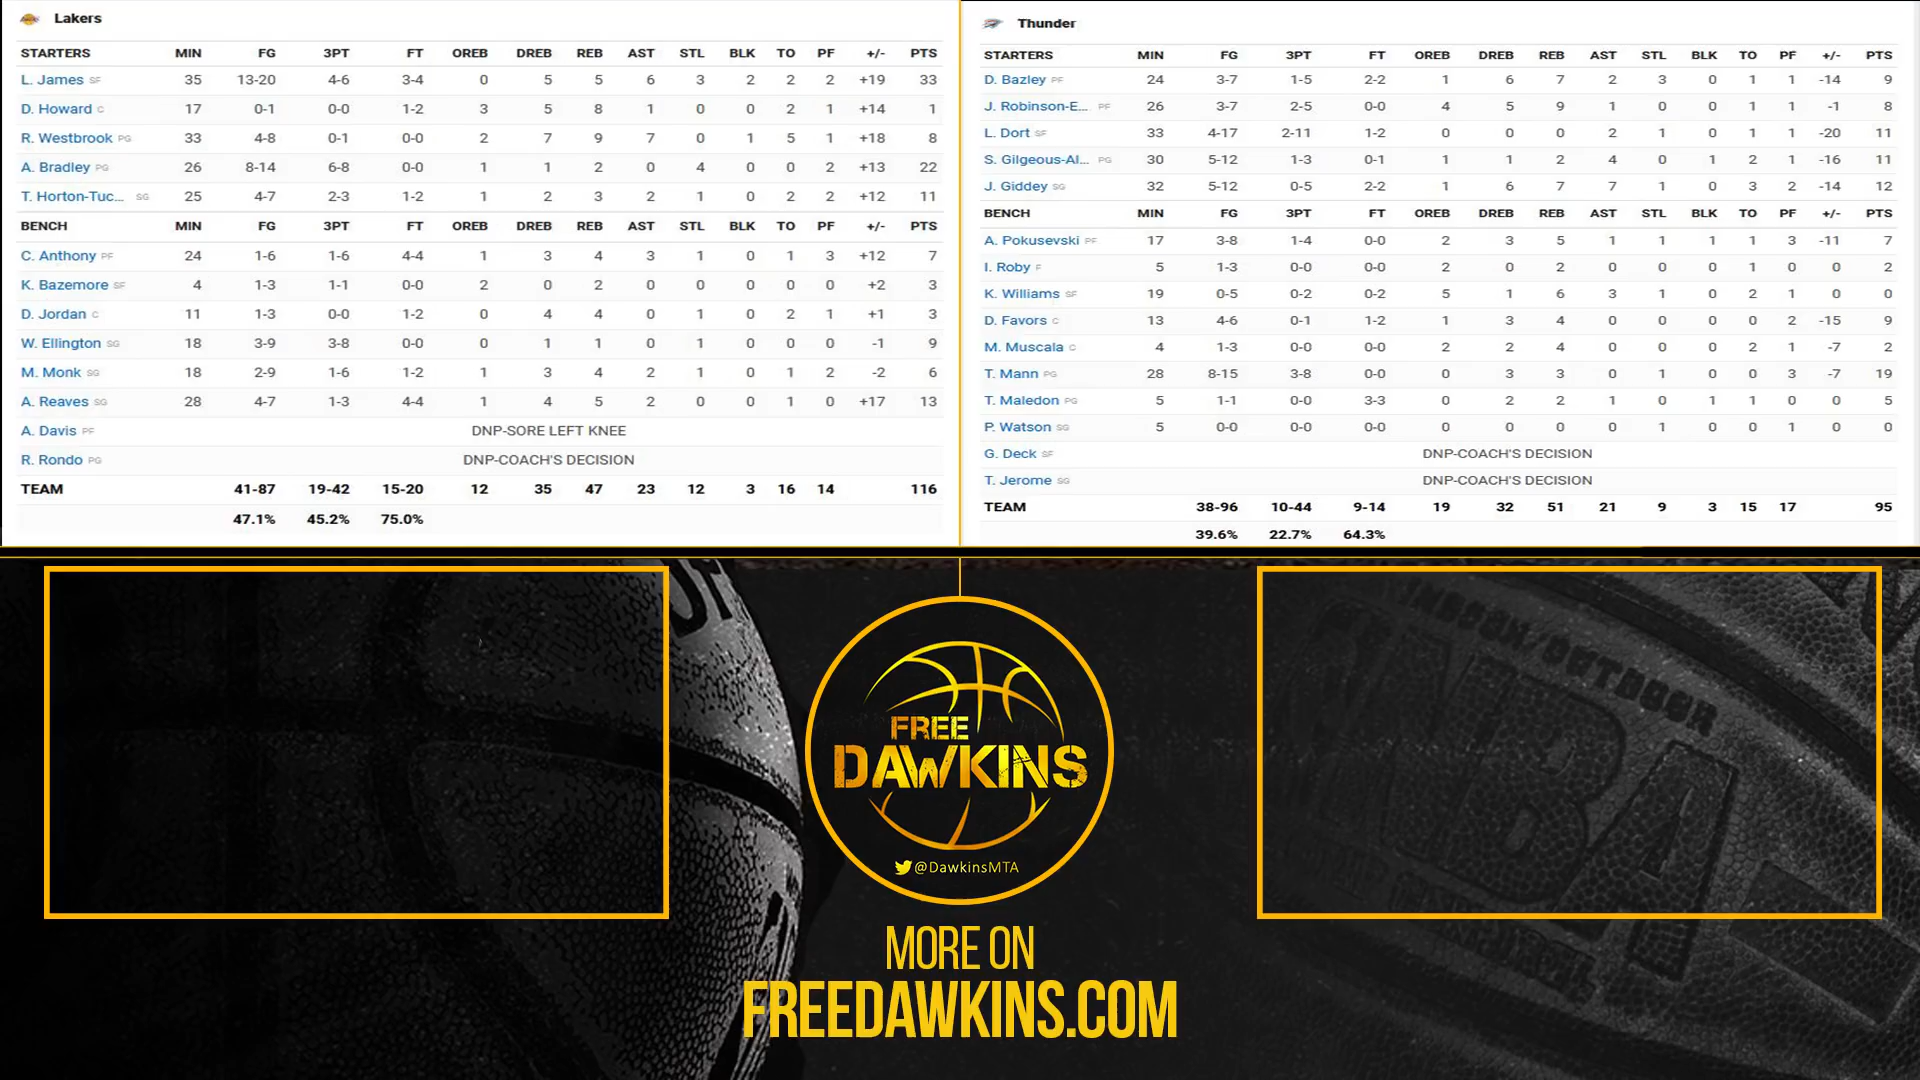 Lakers
STARTERS MIN FG 3PT FT OREB DREB REB AST STL BLK TO PF +/- PTS
L. James SF 35 13-20 4-6 3-4 0 5 5 6 3 2 2 2 +19 33
D. Howard C 17 0-1 0-0 1-2 3 5 8 1 0 0 2 1 +14 1
R. Westbrook PG 33 4-8 0-1 0-0 2 7 9 7 0 1 5 1 +18 8
A. Bradley PG 26 8-14 6-8 0-0 1 1 2 0 4 0 0 2 +13 22
T. Horton-Tuc... SG 25 4-7 2-3 1-2 1 2 3 2 1 0 2 2 +12 11
BENCH MIN FG 3PT FT OREB DREB REB AST STL BLK TO PF +/- PTS
C. Anthony PF 24 1-6 1-6 4-4 1 3 4 3 1 0 1 3 +12 7
K. Bazemore SF 4 1-3 1-1 0-0 2 0 2 0 0 0 0 0 +2 3
D. Jordan C 11 1-3 0-0 1-2 0 4 4 0 1 0 2 1 +1 3
W. Ellington SG 18 3-9 3-8 0-0 0 1 1 0 1 0 0 0 -1 9
M. Monk SG 18 2-9 1-6 1-2 1 3 4 2 1 0 1 2 -2 6
A. Reaves SG 28 4-7 1-3 4-4 1 4 5 2 0 0 1 0 +17 13
A. Davis PF DNP-SORE LEFT KNEE
R. Rondo PG DNP-COACH'S DECISION
TEAM 41-87 19-42 15-20 12 35 47 23 12 3 16 14 116
47.1% 45.2% 75.0%
Thunder
STARTERS MIN FG 3PT FT OREB DREB REB AST STL BLK TO PF +/- PTS
D. Bazley PF 24 3-7 1-5 2-2 1 6 7 2 3 0 1 1 -14 9
J. Robinson-E... PF 26 3-7 2-5 0-0 4 5 9 1 0 0 1 1 -1 8
L. Dort SF 33 4-17 2-11 1-2 0 0 0 2 1 0 1 1 -20 11
S. Gilgeous-Al... PG 30 5-12 1-3 0-1 1 1 2 4 0 1 2 1 -16 11
J. Giddey SG 32 5-12 0-5 2-2 1 6 7 7 1 0 3 2 -14 12
BENCH MIN FG 3PT FT OREB DREB REB AST STL BLK TO PF +/- PTS
A. Pokusevski PF 17 3-8 1-4 0-0 2 3 5 1 1 1 1 3 -11 7
I. Roby F 5 1-3 0-0 0-0 2 0 2 0 0 0 1 0 0 2
K. Williams SF 19 0-5 0-2 0-2 5 1 6 3 1 0 2 1 0 0
D. Favors C 13 4-6 0-1 1-2 1 3 4 0 0 0 0 2 -15 9
M. Muscala C 4 1-3 0-0 0-0 2 2 4 0 0 0 2 1 -7 2
T. Mann PG 28 8-15 3-8 0-0 0 3 3 0 1 0 0 3 -7 19
T. Maledon PG 5 1-1 0-0 3-3 0 2 2 1 0 1 1 0 0 5
P. Watson SG 5 0-0 0-0 0-0 0 0 0 0 1 0 0 1 0 0
G. Deck SF DNP-COACH'S DECISION
T. Jerome SG DNP-COACH'S DECISION
TEAM 38-96 10-44 9-14 19 32 51 21 9 3 15 17 95
39.6% 22.7% 64.3%
INDOOR/OUTDOOR
NBA
FREE
DAWKINS
@DawkinsMTA
MORE ON
FREEDAWKINS.COM